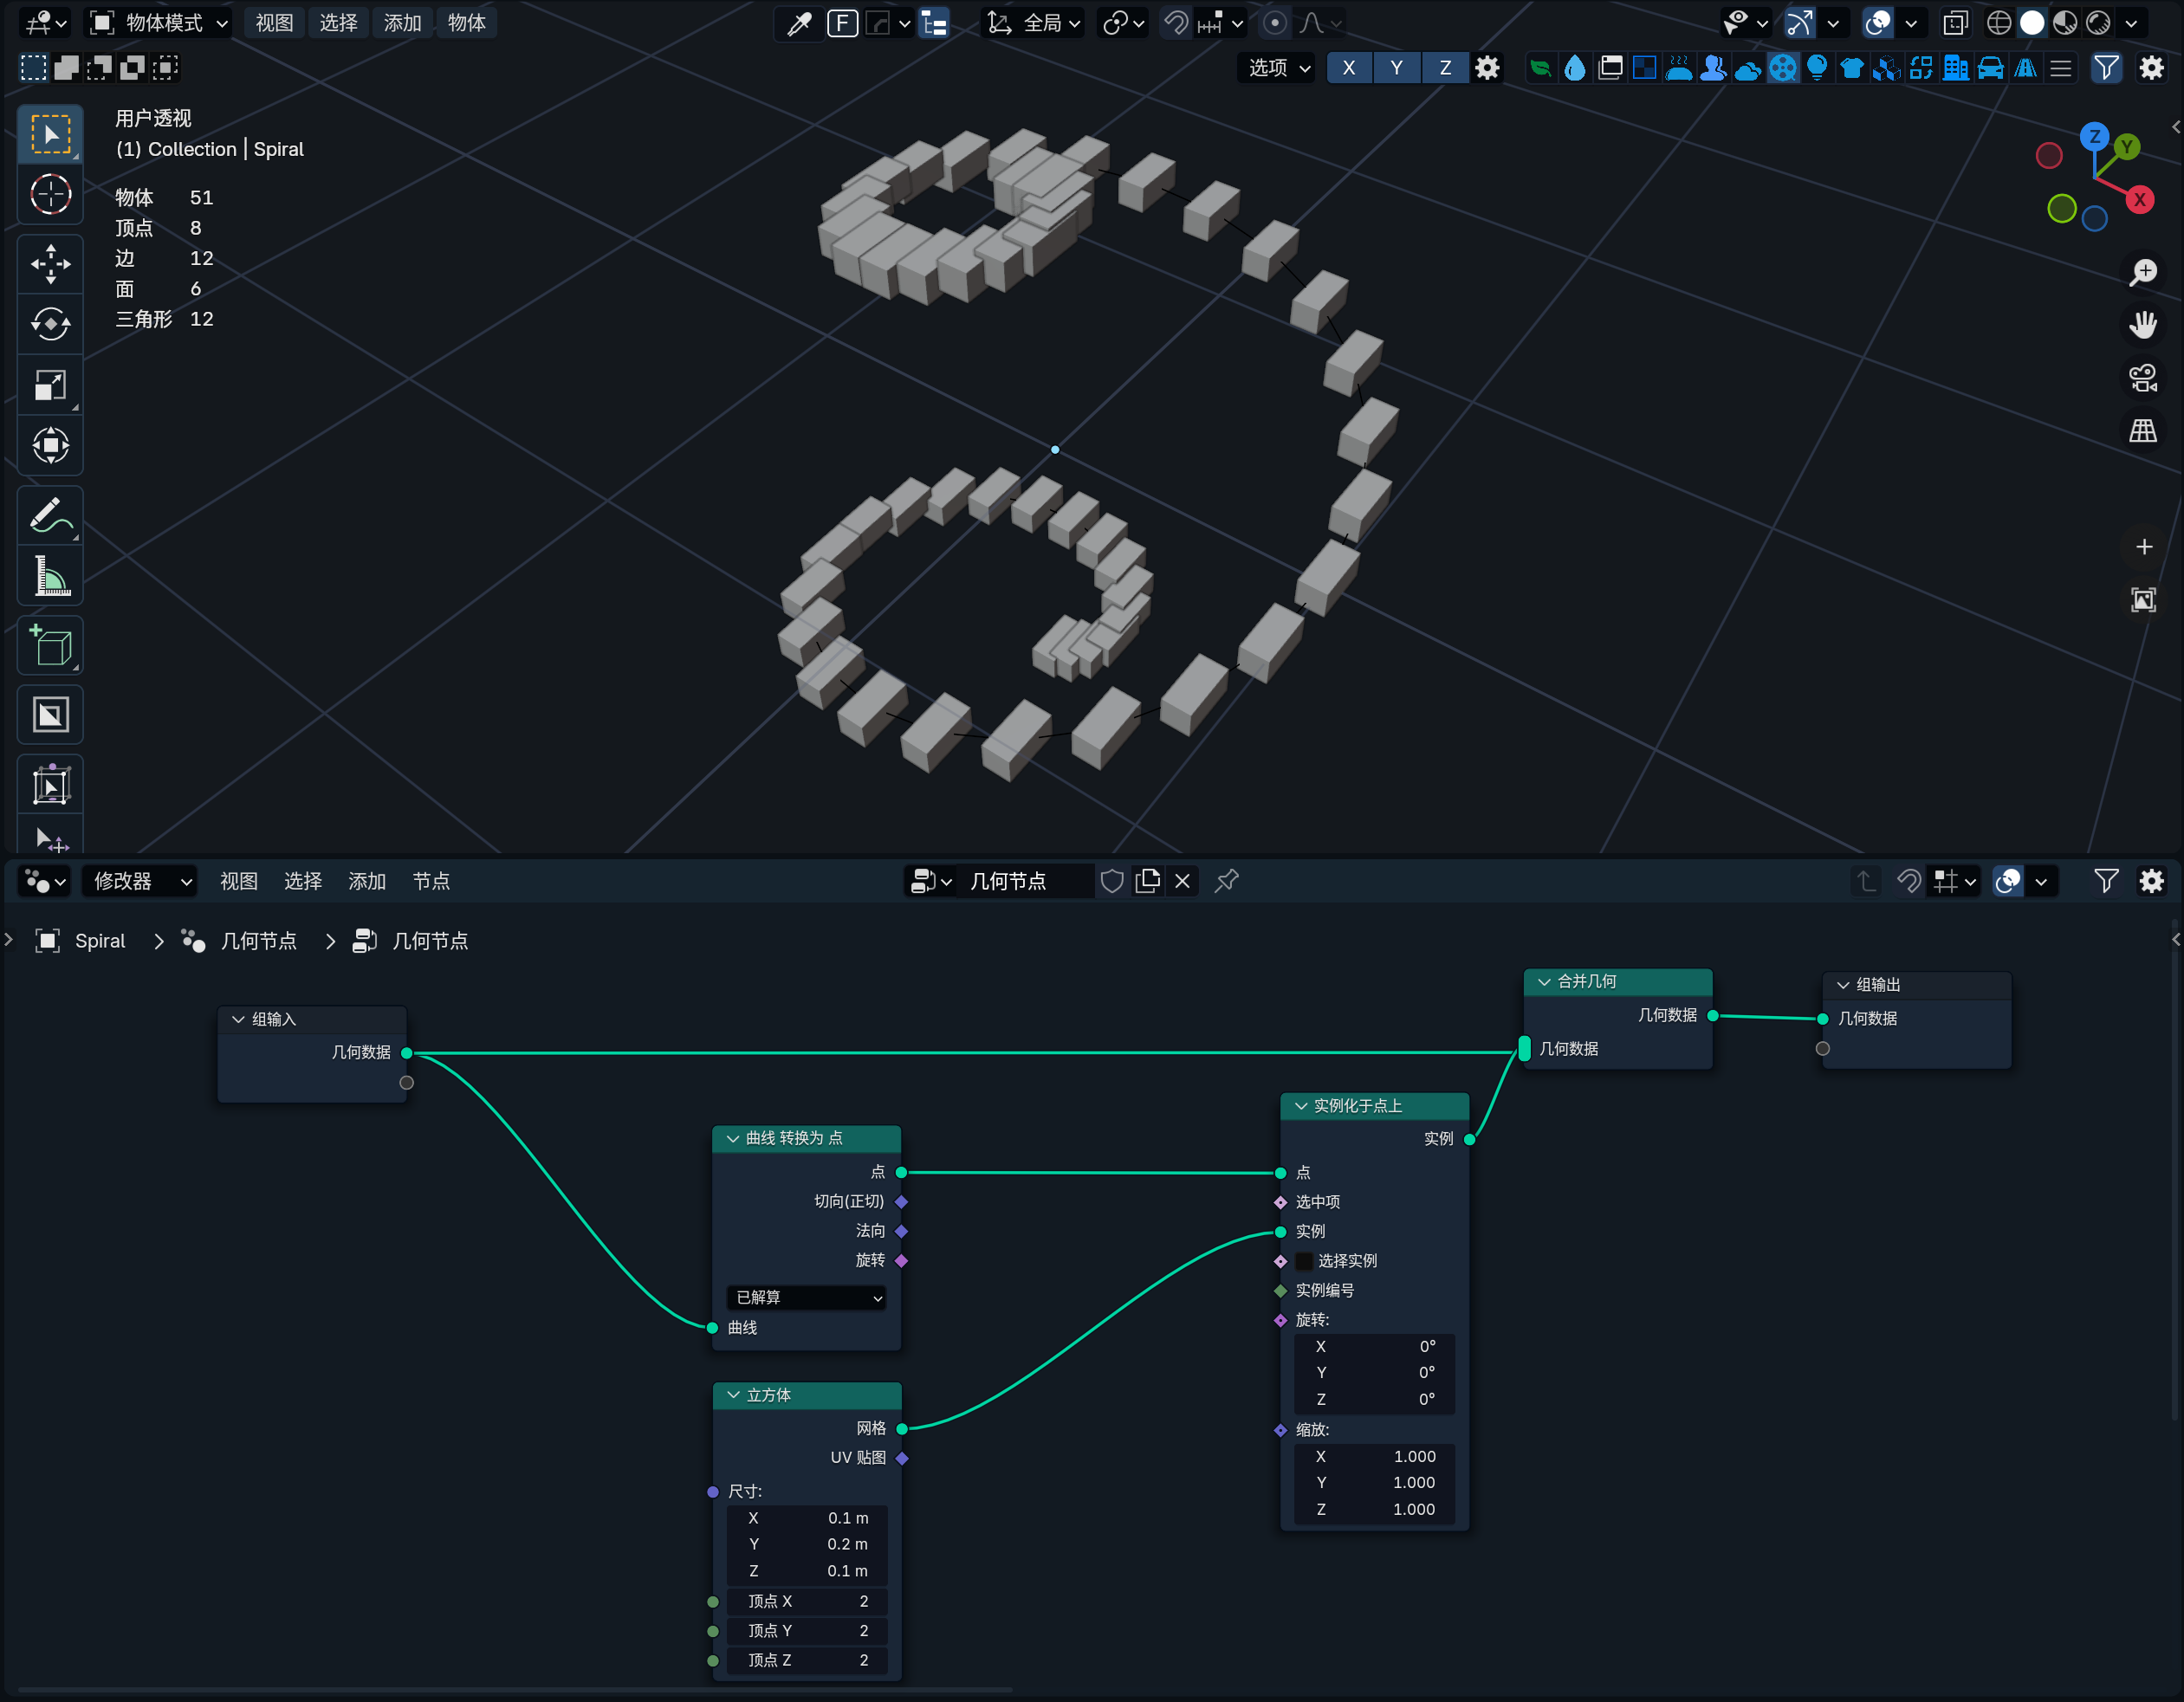 物体模式 视图 选择 添加 物体 F 全局
选项 X Y Z
用户透视
(1) Collection | Spiral
物体 51
顶点 8
边 12
面 6
三角形 12
Z
Y
X
修改器 视图 选择 添加 节点 几何节点
Spiral 几何节点 几何节点
组输入
几何数据
曲线 转换为 点
点
切向(正切)
法向
旋转
已解算
曲线
立方体
网格
UV 贴图
尺寸:
X 0.1 m
Y 0.2 m
Z 0.1 m
顶点 X 2
顶点 Y 2
顶点 Z 2
实例化于点上
实例
点
选中项
实例
选择实例
实例编号
旋转:
X 0°
Y 0°
Z 0°
缩放:
X 1.000
Y 1.000
Z 1.000
合并几何
几何数据
几何数据
组输出
几何数据